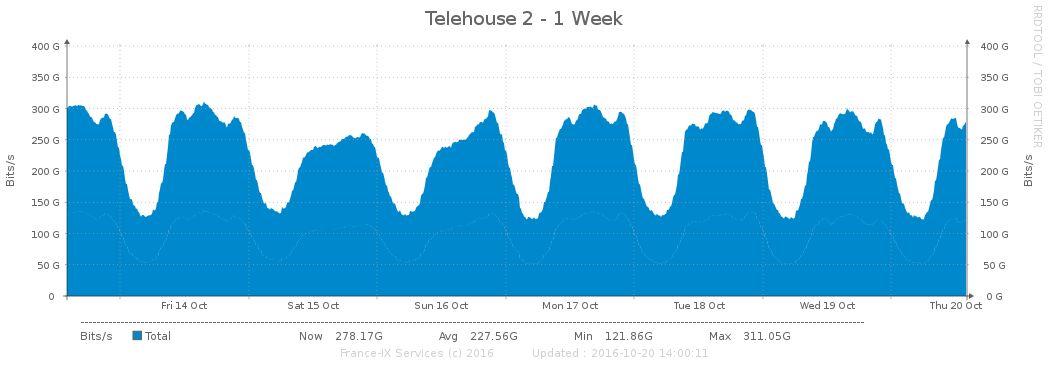 Telehouse 2 - 1 Week
RRDTOOL / TOBI OETIKER
Bits/s
400 G
350 G
300 G
250 G
200 G
150 G
100 G
50 G
0
400 G
350 G
300 G
250 G
200 G
150 G
100 G
50 G
0 G
Bits/s
Fri 14 Oct Sat 15 Oct Sun 16 Oct Mon 17 Oct Tue 18 Oct Wed 19 Oct Thu 20 Oct
Bits/s Total Now 278.17G Avg 227.56G Min 121.86G Max 311.05G
France-IX Services (c) 2016 Updated : 2016-10-20 14:00:11